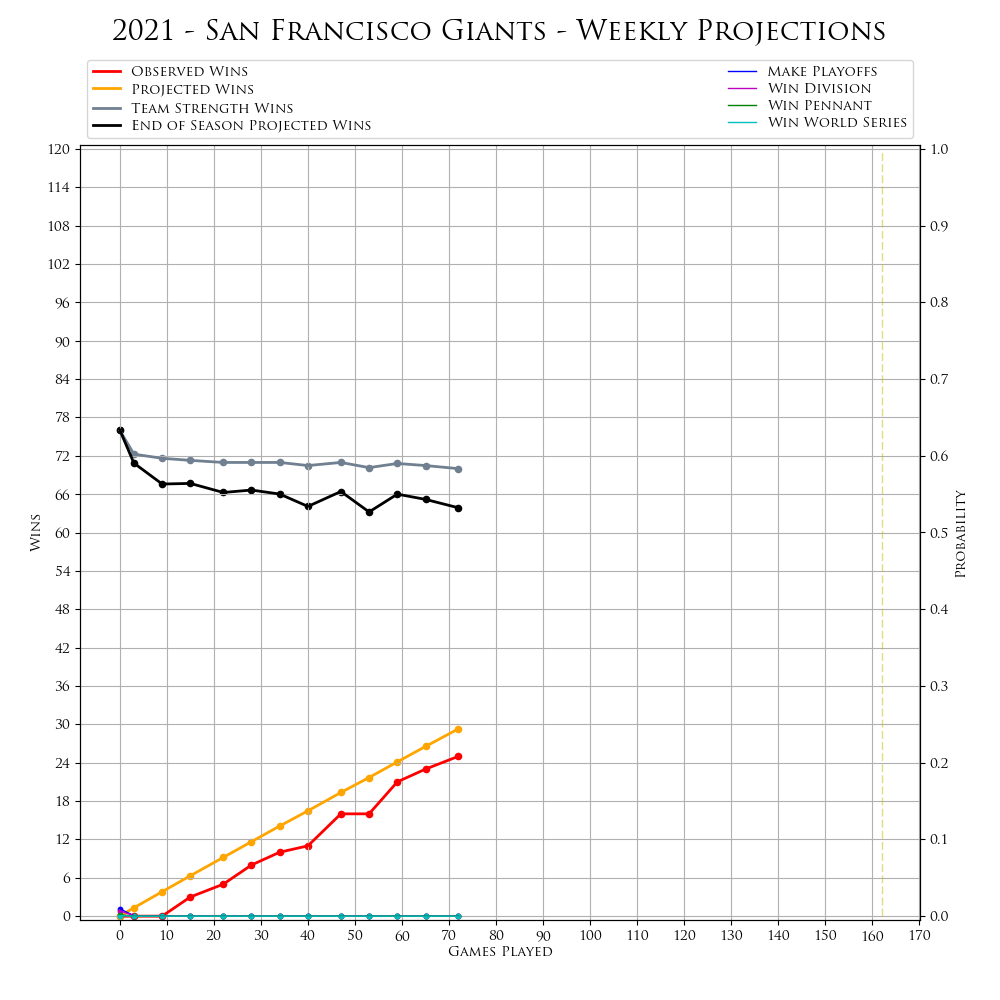 2021 - San Francisco Giants - Weekly Projections
Observed Wins
Projected Wins
Team Strength Wins
End of Season Projected Wins
Make Playoffs
Win Division
Win Pennant
Win World Series
120
114
108
102
96
90
84
78
72
66
60
54
48
42
36
30
24
18
12
6
0
Wins
1.0
0.9
0.8
0.7
0.6
0.5
0.4
0.3
0.2
0.1
0.0
Probability
0 10 20 30 40 50 60 70 80 90 100 110 120 130 140 150 160 170
Games Played